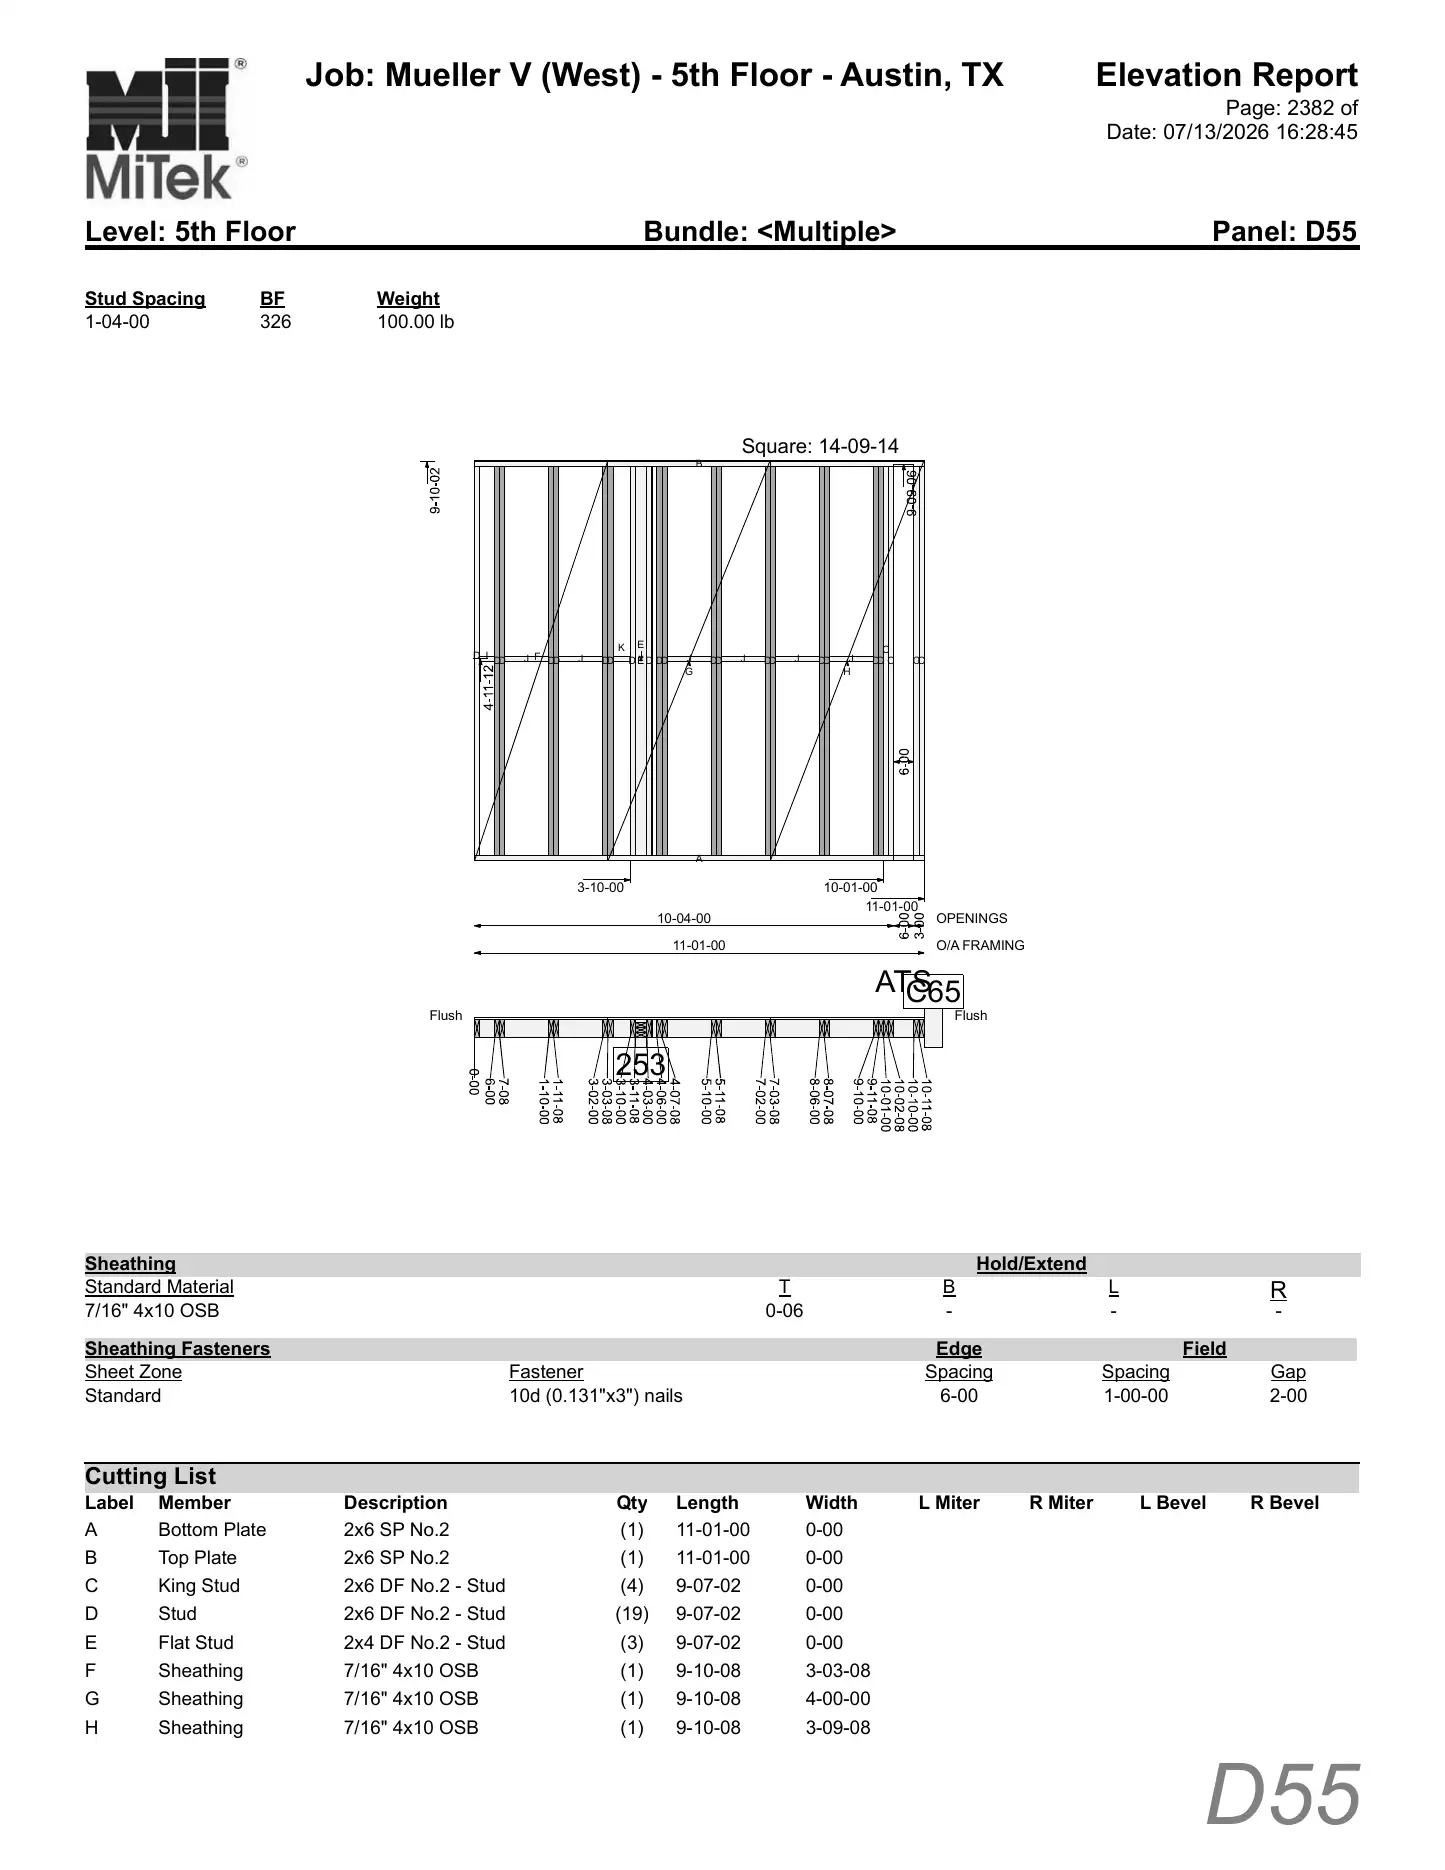 MiTek®
Job: Mueller V (West) - 5th Floor - Austin, TX
Elevation Report
Page: 2382 of
Date: 07/13/2026 16:28:45
Level: 5th Floor Bundle: <Multiple> Panel: D55
Stud Spacing BF Weight
1-04-00 326 100.00 lb
Square: 14-09-14
9-10-02
B
9-09-06
K
E
F
J
G
H
4-11-12
6-00
A
3-10-00
10-01-00
11-01-00
10-04-00
6-00
3-00
OPENINGS
11-01-00
O/A FRAMING
ATS
C65
Flush
Flush
253
0-00
6-00
7-08
1-10-00
1-11-08
3-02-00
3-03-08
3-10-00
3-11-08
4-03-00
4-06-00
4-07-08
5-10-00
5-11-08
7-02-00
7-03-08
8-06-00
8-07-08
9-10-00
9-11-08
10-01-00
10-02-08
10-10-00
10-11-08
Sheathing Hold/Extend
Standard Material T B L R
7/16" 4x10 OSB 0-06 - - -
Sheathing Fasteners Edge Field
Sheet Zone Fastener Spacing Spacing Gap
Standard 10d (0.131"x3") nails 6-00 1-00-00 2-00
Cutting List
Label Member Description Qty Length Width L Miter R Miter L Bevel R Bevel
A Bottom Plate 2x6 SP No.2 (1) 11-01-00 0-00
B Top Plate 2x6 SP No.2 (1) 11-01-00 0-00
C King Stud 2x6 DF No.2 - Stud (4) 9-07-02 0-00
D Stud 2x6 DF No.2 - Stud (19) 9-07-02 0-00
E Flat Stud 2x4 DF No.2 - Stud (3) 9-07-02 0-00
F Sheathing 7/16" 4x10 OSB (1) 9-10-08 3-03-08
G Sheathing 7/16" 4x10 OSB (1) 9-10-08 4-00-00
H Sheathing 7/16" 4x10 OSB (1) 9-10-08 3-09-08
D55